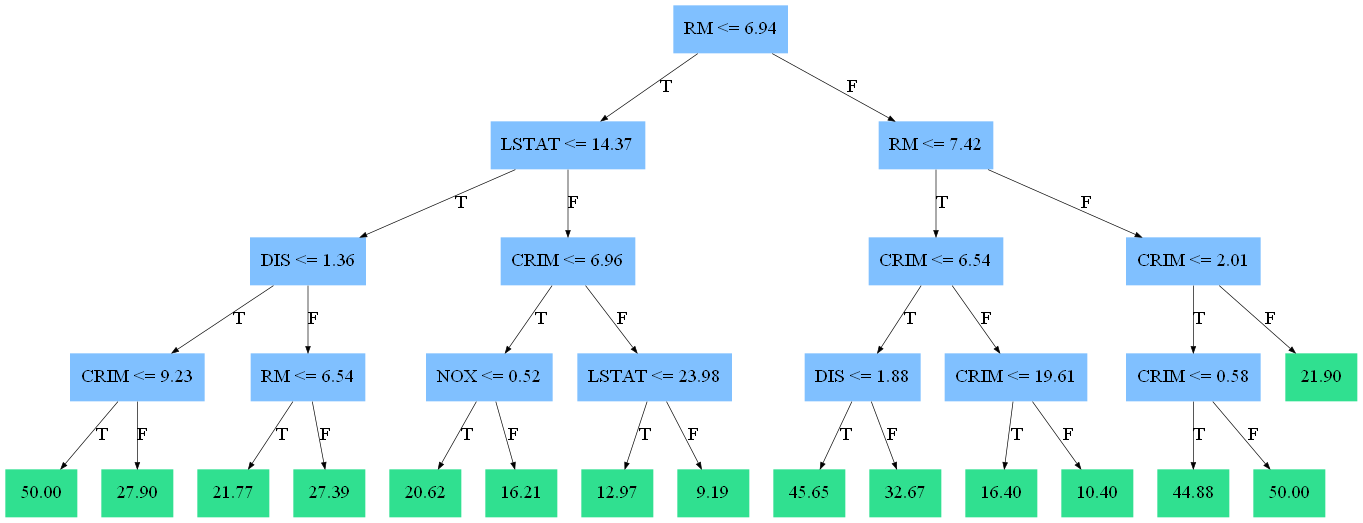 RM <= 6.94
T
F
LSTAT <= 14.37
RM <= 7.42
T
F
T
F
DIS <= 1.36
CRIM <= 6.96
CRIM <= 6.54
CRIM <= 2.01
T
F
T
F
T
F
T
F
CRIM <= 9.23
RM <= 6.54
NOX <= 0.52
LSTAT <= 23.98
DIS <= 1.88
CRIM <= 19.61
CRIM <= 0.58
21.90
T
F
T
F
T
F
T
F
T
F
T
F
T
F
50.00
27.90
21.77
27.39
20.62
16.21
12.97
9.19
45.65
32.67
16.40
10.40
44.88
50.00